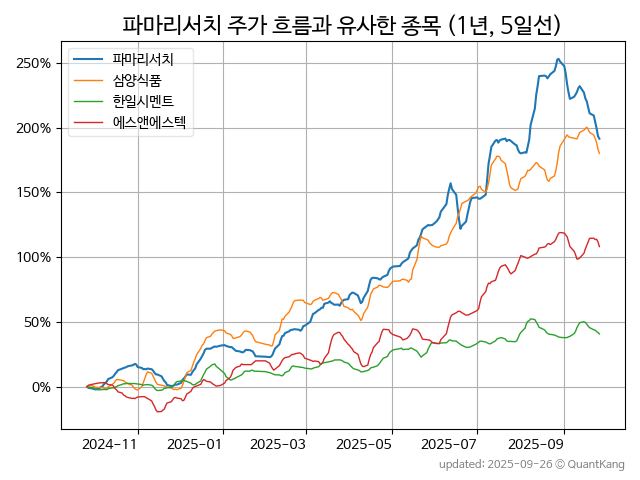 파마리서치 주가 흐름과 유사한 종목 (1년, 5일선)
파마리서치
삼양식품
한일시멘트
에스앤에스텍
250%
200%
150%
100%
50%
0%
2024-11 2025-01 2025-03 2025-05 2025-07 2025-09
updated: 2025-09-26 © QuantKang